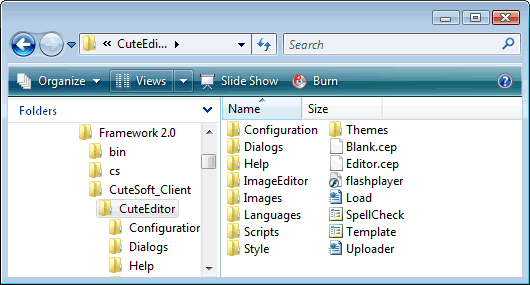 « CuteEdi...
Search
Organize Views Slide Show Burn ?
Folders
Name Size
Framework 2.0
bin
cs
CuteSoft_Client
CuteEditor
Configuration
Dialogs
Help
Configuration Themes
Dialogs Blank.cep
Help Editor.cep
ImageEditor flashplayer
Images Load
Languages SpellCheck
Scripts Template
Style Uploader